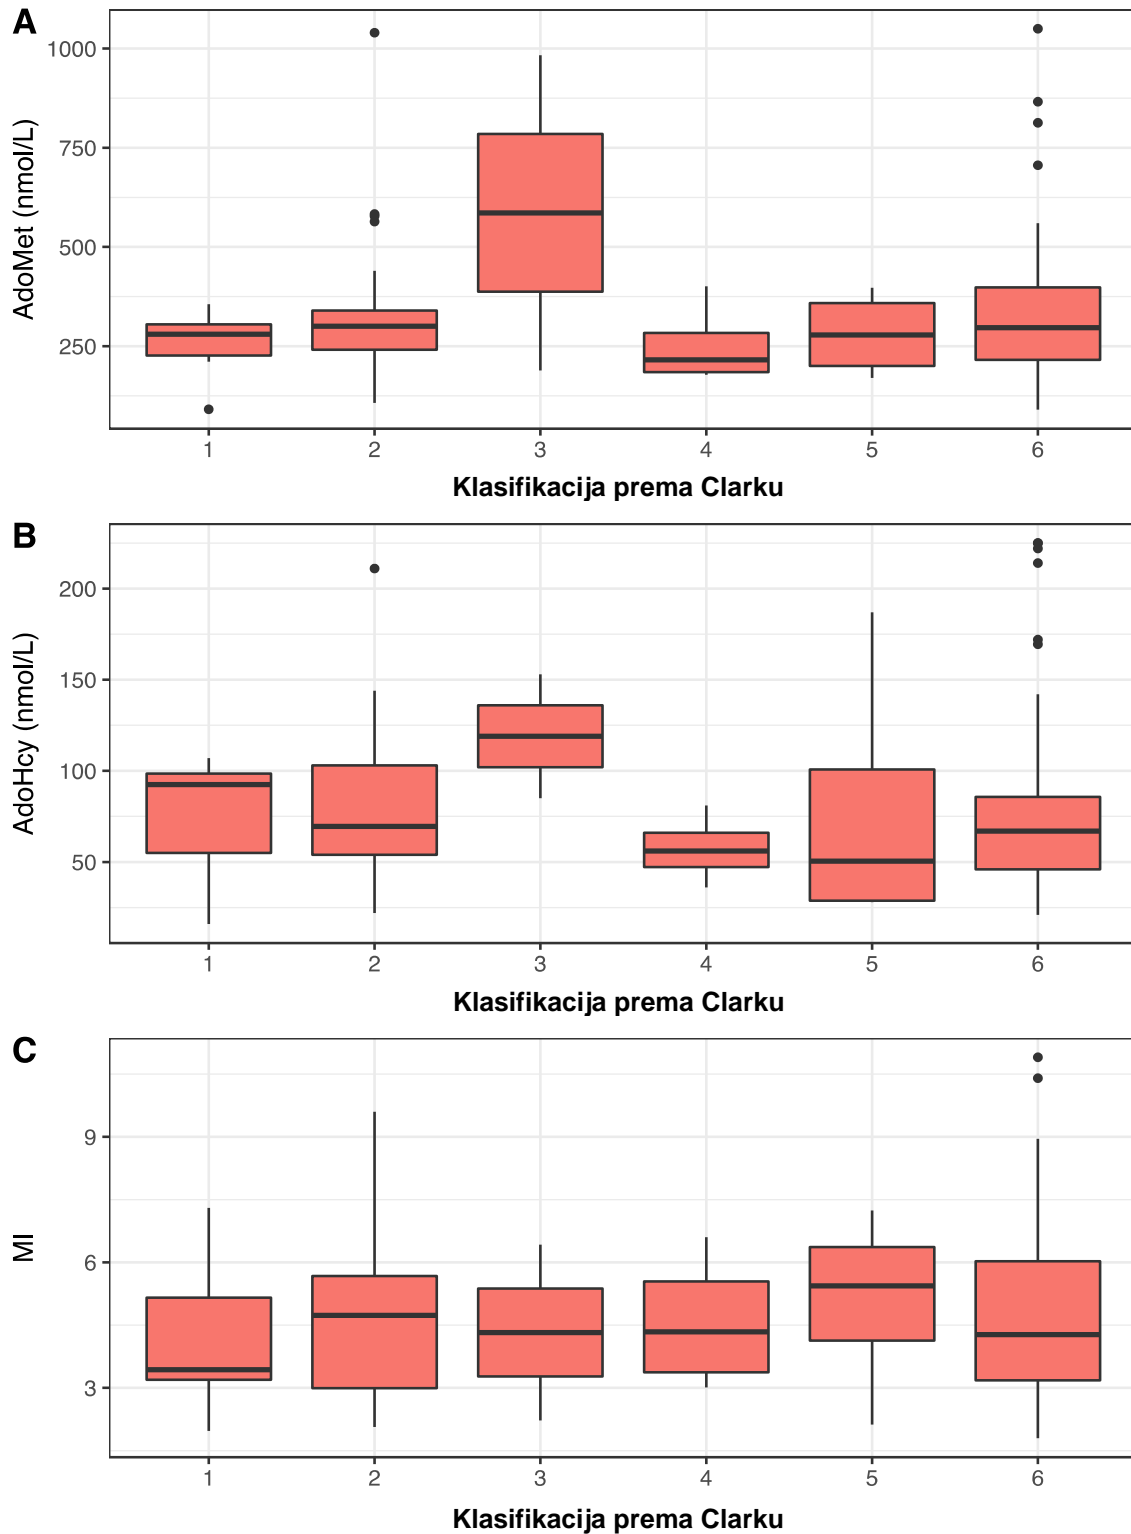 A
1000
750
500
250
AdoMet (nmol/L)
1 2 3 4 5 6
Klasifikacija prema Clarku
B
200
150
100
50
AdoHcy (nmol/L)
1 2 3 4 5 6
Klasifikacija prema Clarku
C
9
6
3
MI
1 2 3 4 5 6
Klasifikacija prema Clarku